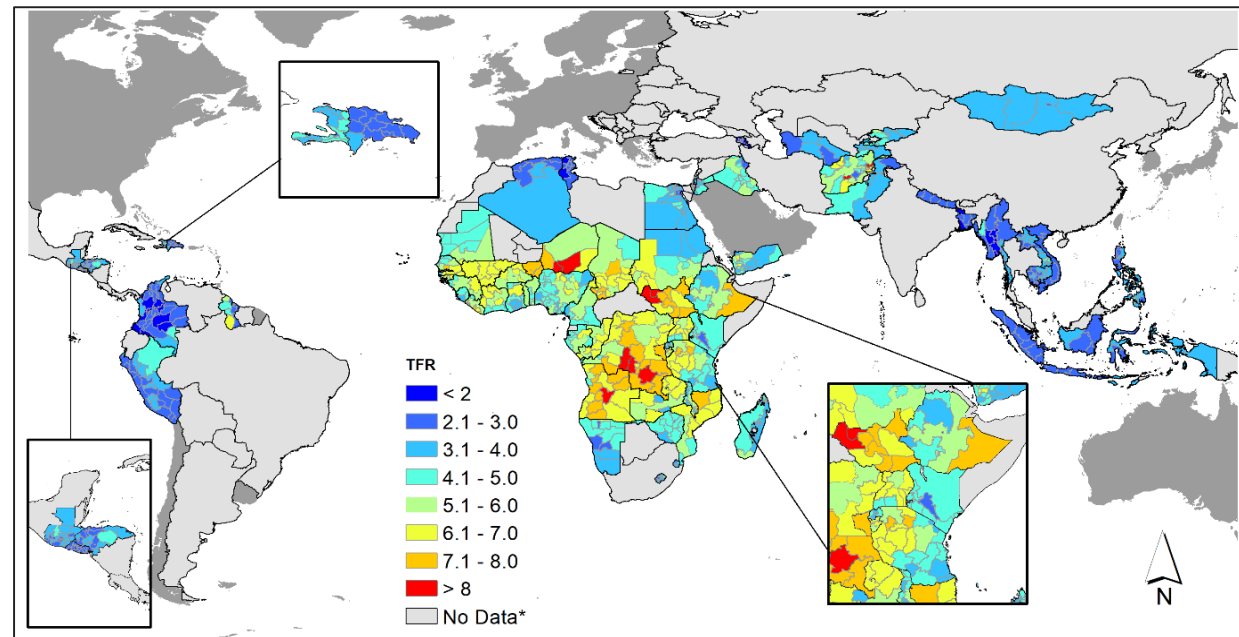 TFR
< 2
2.1 - 3.0
3.1 - 4.0
4.1 - 5.0
5.1 - 6.0
6.1 - 7.0
7.1 - 8.0
> 8
No Data*
N